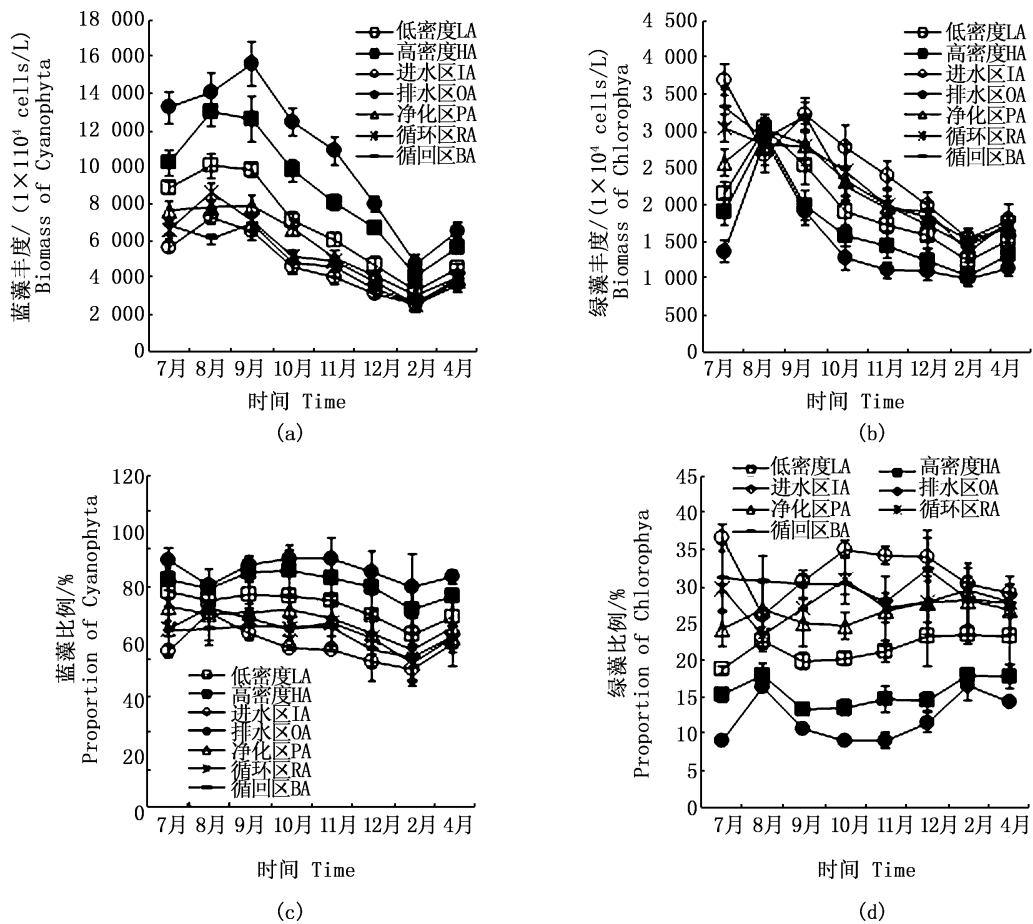 18 000
16 000
14 000
12 000
10 000
8 000
6 000
4 000
2 000
0
蓝藻丰度/(1×10⁴ cells/L)
Biomass of Cyanophyta
低密度LA
高密度HA
进水区IA
排水区OA
净化区PA
循环区RA
循回区BA
7月 8月 9月 10月 11月 12月 2月 4月
时间 Time
(a)
4 500
4 000
3 500
3 000
2 500
2 000
1 500
1 000
500
0
绿藻丰度/(1×10⁴ cells/L)
Biomass of Chlorophya
低密度LA
高密度HA
进水区IA
排水区OA
净化区PA
循环区RA
循回区BA
7月 8月 9月 10月 11月 12月 2月 4月
时间 Time
(b)
120
100
80
60
40
20
0
蓝藻比例/%
Proportion of Cyanophyta
低密度LA
高密度HA
进水区IA
排水区OA
净化区PA
循环区RA
循回区BA
7月 8月 9月 10月 11月 12月 2月 4月
时间 Time
(c)
45
40
35
30
25
20
15
10
5
0
绿藻比例/%
Proportion of Chlorophya
低密度LA 高密度HA
进水区IA 排水区OA
净化区PA 循环区RA
循回区BA
7月 8月 9月 10月 11月 12月 2月 4月
时间 Time
(d)